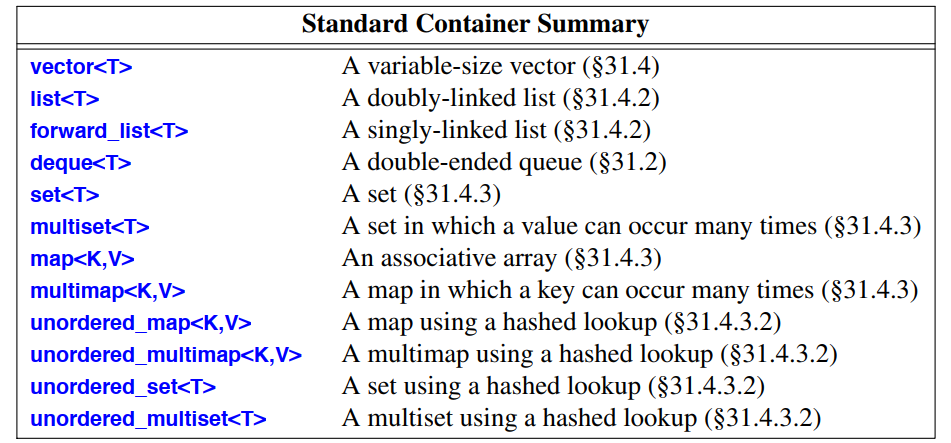 Standard Container Summary
vector<T> A variable-size vector (§31.4)
list<T> A doubly-linked list (§31.4.2)
forward_list<T> A singly-linked list (§31.4.2)
deque<T> A double-ended queue (§31.2)
set<T> A set (§31.4.3)
multiset<T> A set in which a value can occur many times (§31.4.3)
map<K,V> An associative array (§31.4.3)
multimap<K,V> A map in which a key can occur many times (§31.4.3)
unordered_map<K,V> A map using a hashed lookup (§31.4.3.2)
unordered_multimap<K,V> A multimap using a hashed lookup (§31.4.3.2)
unordered_set<T> A set using a hashed lookup (§31.4.3.2)
unordered_multiset<T> A multiset using a hashed lookup (§31.4.3.2)